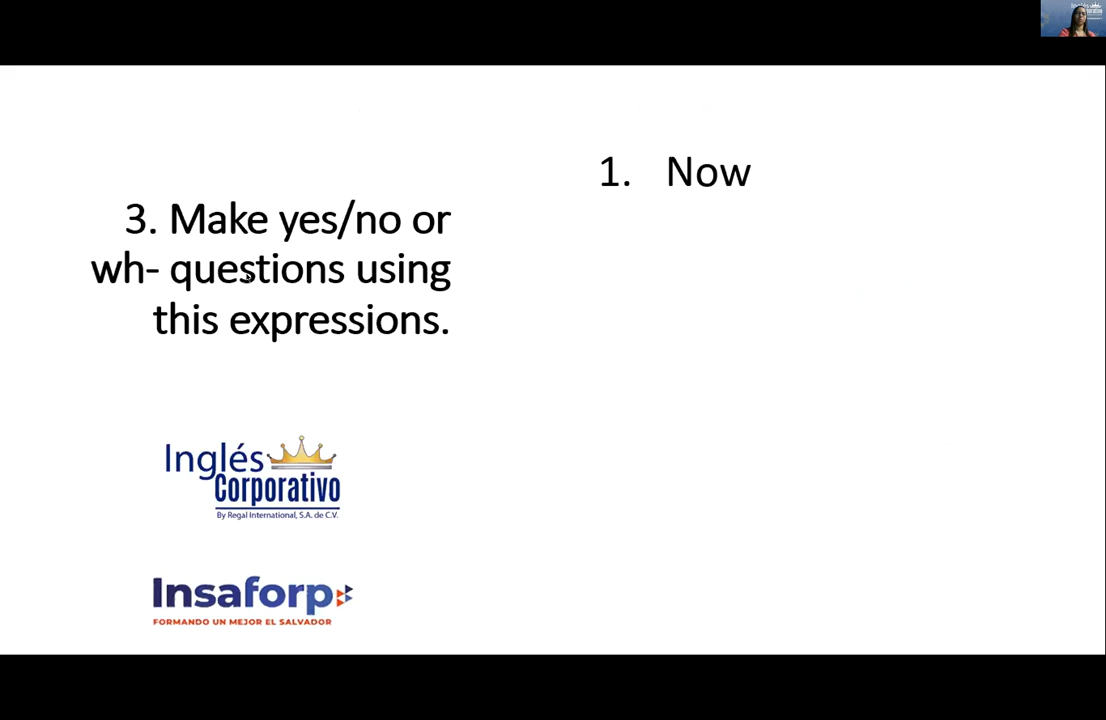 3. Make yes/no or
wh- questions using
this expressions.
1. Now
Inglés
Corporativo
By Regal International, S.A. de C.V.
Insaforp
FORMANDO UN MEJOR EL SALVADOR